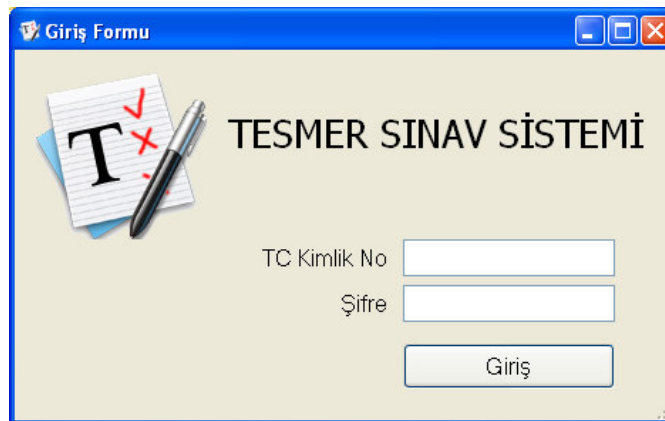 Giriş Formu
T
TESMER SINAV SİSTEMİ
TC Kimlik No
Şifre
Giriş